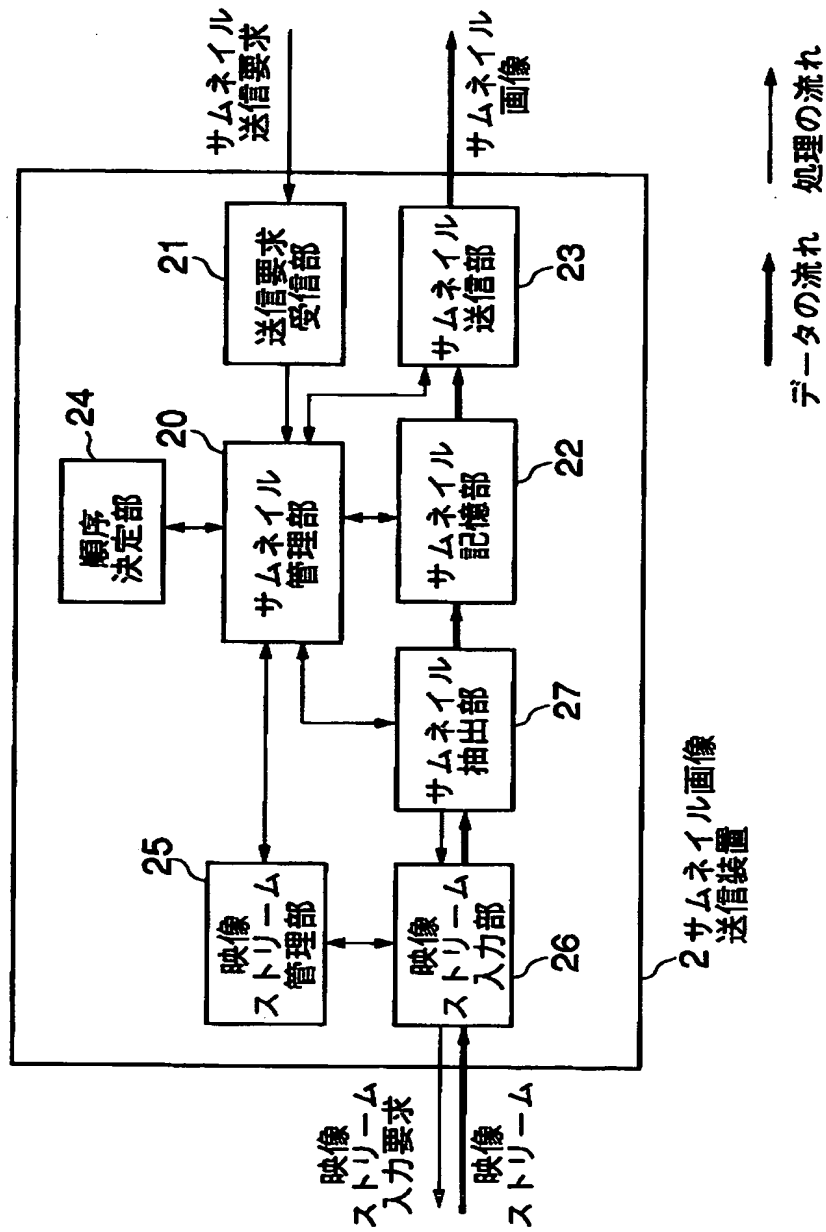 サムネイル
送信要求
サムネイル
画像
21
送信要求
受信部
サムネイル
送信部
23
24
順序
決定部
20
サムネイル
管理部
サムネイル
記憶部
22
サムネイル
抽出部
27
25
映像
ストリーム
管理部
映像
ストリーム
入力部
26
映像
ストリーム
入力要求
映像
ストリーム
2 サムネイル画像
送信装置
データの流れ
処理の流れ